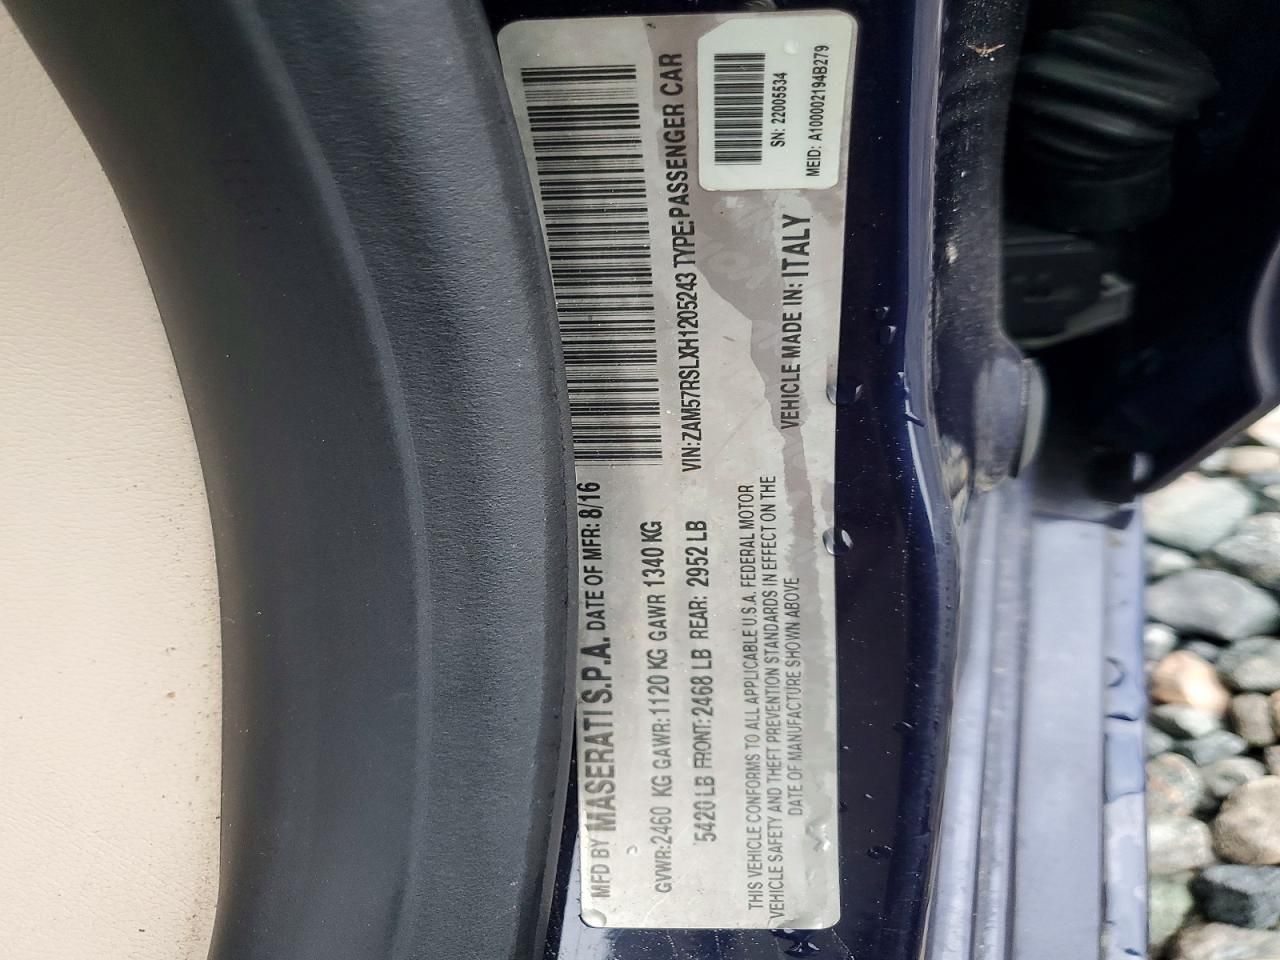 MFD BY MASERATI S.P.A. DATE OF MFR: 8/16
GVWR:2460 KG GAWR:1120 KG GAWR 1340 KG
5420 LB FRONT:2468 LB REAR: 2952 LB
THIS VEHICLE CONFORMS TO ALL APPLICABLE U.S.A. FEDERAL MOTOR
VEHICLE SAFETY AND THEFT PREVENTION STANDARDS IN EFFECT ON THE
DATE OF MANUFACTURE SHOWN ABOVE
VIN:ZAM57RSLXH1205243 TYPE:PASSENGER CAR
VEHICLE MADE IN: ITALY
SN: 22005534
MEID: A100002194B279